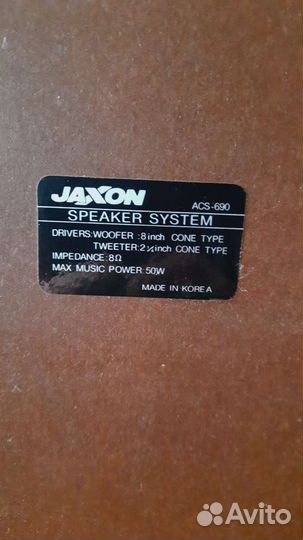 JAXON
ACS-690
SPEAKER SYSTEM
DRIVERS:WOOFER :8inch CONE TYPE
TWEETER:2½inch CONE TYPE
IMPEDANCE:8Ω
MAX MUSIC POWER:50W
MADE IN KOREA
Avito